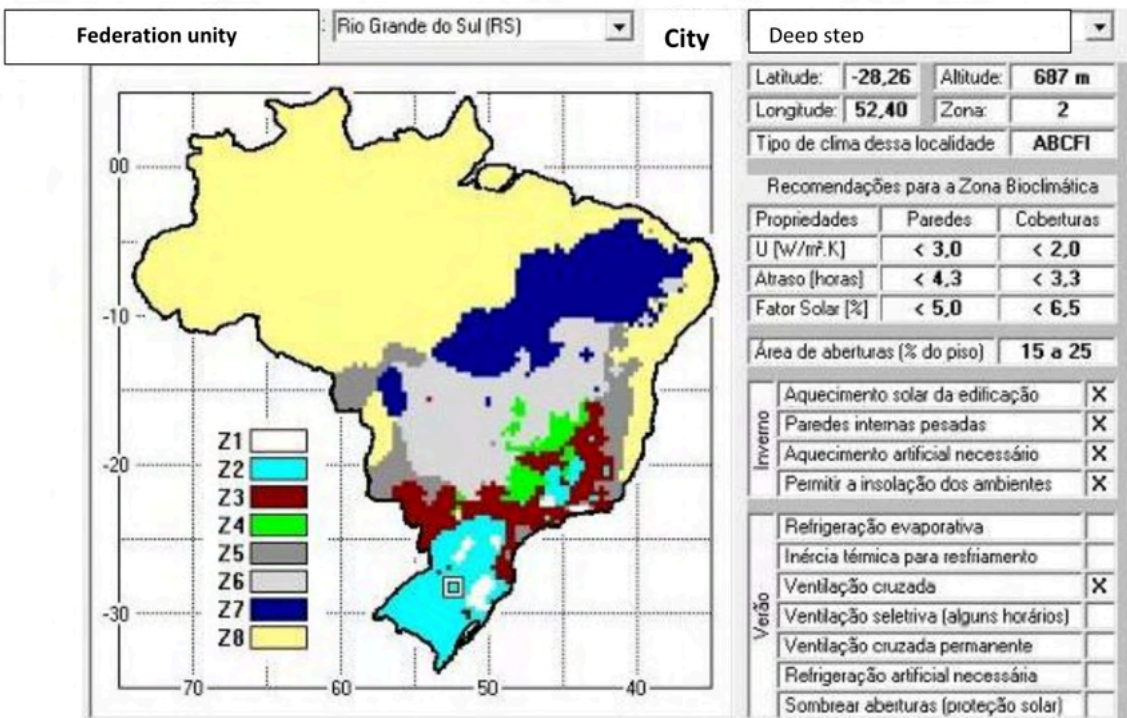 Federation unity : Rio Grande do Sul (RS) City Deep step
Latitude: -28,26 Altitude: 687 m
Longitude: 52,40 Zona: 2
Tipo de clima dessa localidade ABCFI
Recomendações para a Zona Bioclimática
Propriedades Paredes Coberturas
U [W/m².K] < 3,0 < 2,0
Atraso (horas) < 4,3 < 3,3
Fator Solar [%] < 5,0 < 6,5
Área de aberturas (% do piso) 15 a 25
Inverno
Aquecimento solar da edificação X
Paredes internas pesadas X
Aquecimento artificial necessário X
Permitir a insolação dos ambientes X
Verão
Refrigeração evaporativa
Inércia térmica para resfriamento
Ventilação cruzada X
Ventilação seletriva (alguns horários)
Ventilação cruzada permanente
Refrigeração artificial necessária
Sombrear aberturas (proteção solar)
00
-10
-20
-30
Z1
Z2
Z3
Z4
Z5
Z6
Z7
Z8
70 60 50 40